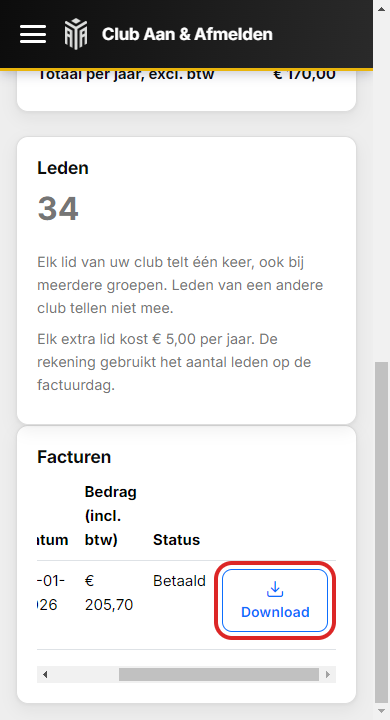 Club Aan & Afmelden
Totaal per jaar, excl. btw € 170,00
Leden
34
Elk lid van uw club telt één keer, ook bij
meerdere groepen. Leden van een andere
club tellen niet mee.
Elk extra lid kost € 5,00 per jaar. De
rekening gebruikt het aantal leden op de
factuurdag.
Facturen
Bedrag
(incl.
btw) Status
-01- € Betaald
205,70
Download